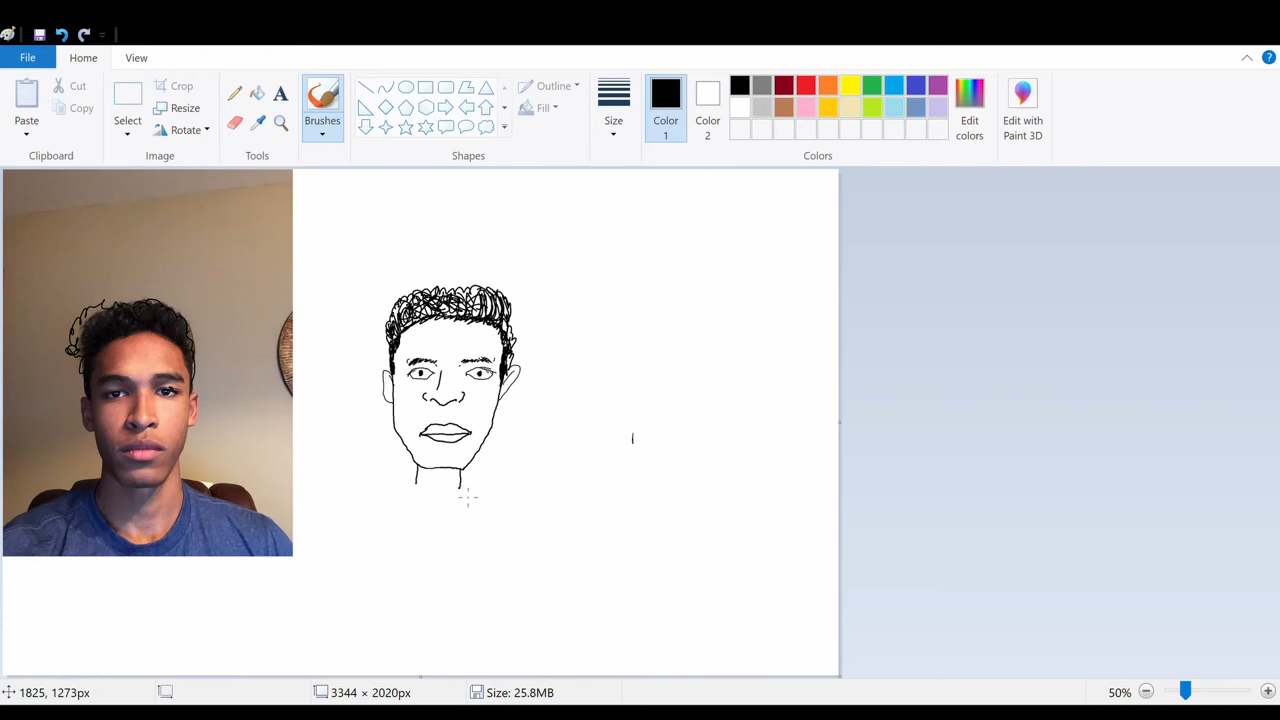 File Home View
Paste
Cut
Copy
Clipboard
Select
Crop
Resize
Rotate
Image
A
Tools
Brushes
Outline
Fill
Shapes
Size
Color 1
Color 2
Edit colors
Edit with Paint 3D
Colors
1825, 1273px
3344 × 2020px
Size: 25.8MB
50%